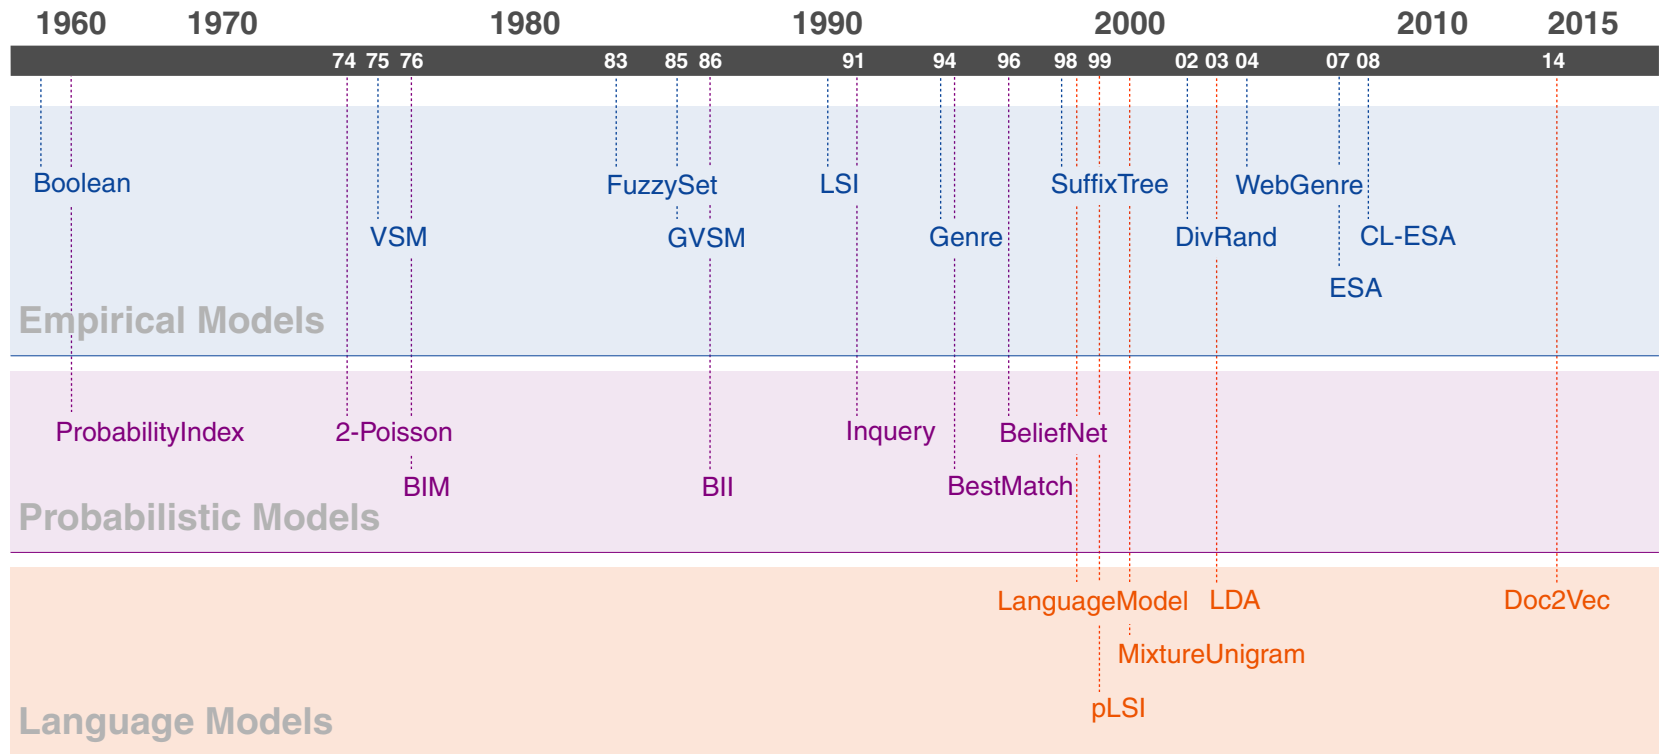 1960 1970 1980 1990 2000 2010 2015
74 75 76 83 85 86 91 94 96 98 99 02 03 04 07 08 14
Boolean FuzzySet LSI SuffixTree WebGenre
VSM GVSM Genre DivRand CL-ESA
ESA
Empirical Models
ProbabilityIndex 2-Poisson Inquery BeliefNet
BIM BII BestMatch
Probabilistic Models
LanguageModel LDA Doc2Vec
MixtureUnigram
pLSI
Language Models